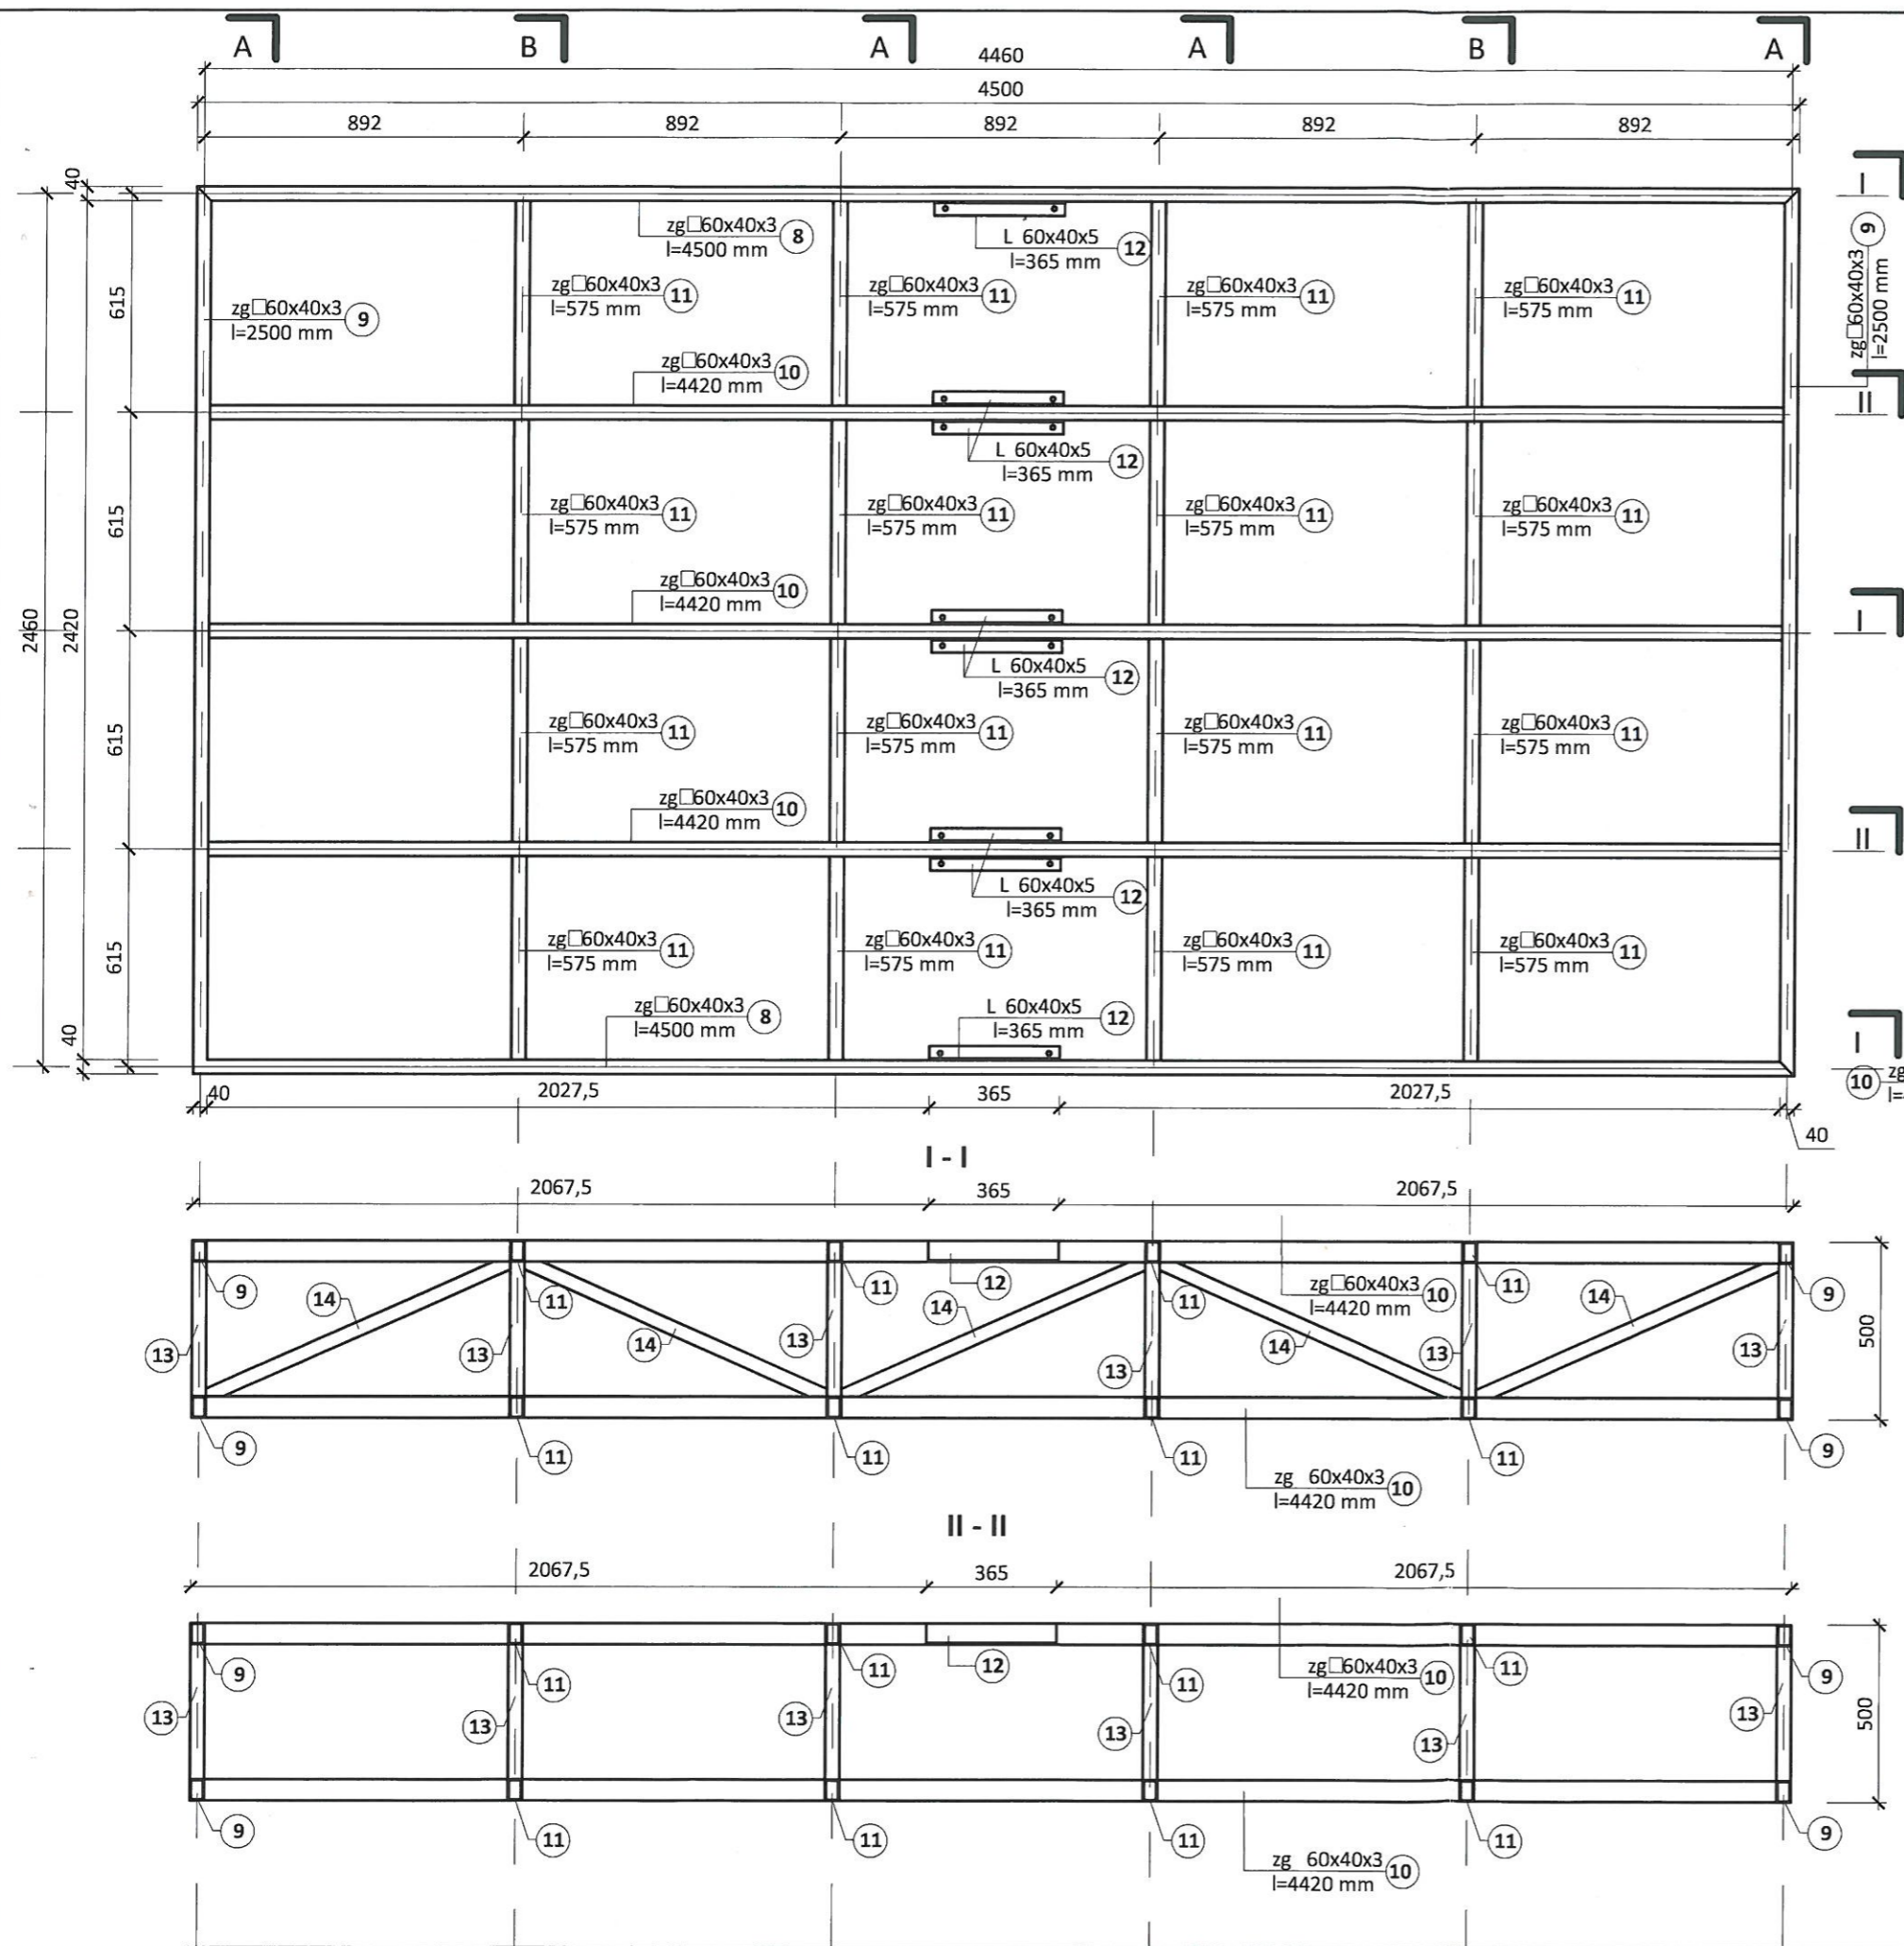 A B A A B A
4460
4500
892 892 892 892 892
40
I
zg□60x40x3 8
l=4500 mm
L 60x40x5 12
l=365 mm
9
zg□60x40x3
l=2500 mm
615
zg□60x40x3 11
l=575 mm
zg□60x40x3 11
l=575 mm
zg□60x40x3 11
l=575 mm
zg□60x40x3 11
l=575 mm
zg□60x40x3 9
l=2500 mm
zg□60x40x3 10
l=4420 mm
II
L 60x40x5 12
l=365 mm
615
zg□60x40x3 11
l=575 mm
zg□60x40x3 11
l=575 mm
zg□60x40x3 11
l=575 mm
zg□60x40x3 11
l=575 mm
zg□60x40x3 10
l=4420 mm
I
2460
2420
L 60x40x5 12
l=365 mm
615
zg□60x40x3 11
l=575 mm
zg□60x40x3 11
l=575 mm
zg□60x40x3 11
l=575 mm
zg□60x40x3 11
l=575 mm
zg□60x40x3 10
l=4420 mm
II
L 60x40x5 12
l=365 mm
615
zg□60x40x3 11
l=575 mm
zg□60x40x3 11
l=575 mm
zg□60x40x3 11
l=575 mm
zg□60x40x3 11
l=575 mm
zg□60x40x3 8
l=4500 mm
L 60x40x5 12
l=365 mm
40
I
10 zg
l=
40 2027,5 365 2027,5
40
I - I
2067,5 365 2067,5
9 14 11 14 11 12 14 11 zg□60x40x3 10
l=4420 mm
14 11 14 9
13 13 13 13 13 13
500
9 11 11 11 11 9
zg 60x40x3 10
l=4420 mm
II - II
2067,5 365 2067,5
9 11 11 12 11 zg□60x40x3 10
l=4420 mm
11 9
13 13 13 13 13 13
500
9 11 11 11 11 9
zg 60x40x3 10
l=4420 mm